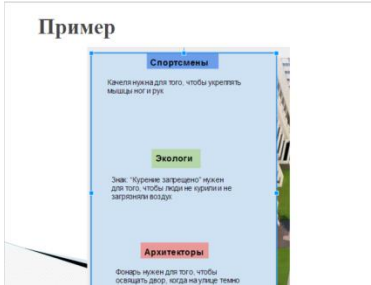 Пример
Спортсмены
Качеля нужна для того, чтобы укреплять
мышцы ног и рук
Экологи
Знак "Курение запрещено" нужен
для того, чтобы люди не курили и не
загрязняли воздух
Архитекторы
Фонарь нужен для того, чтобы
освящать двор, когда на улице темно